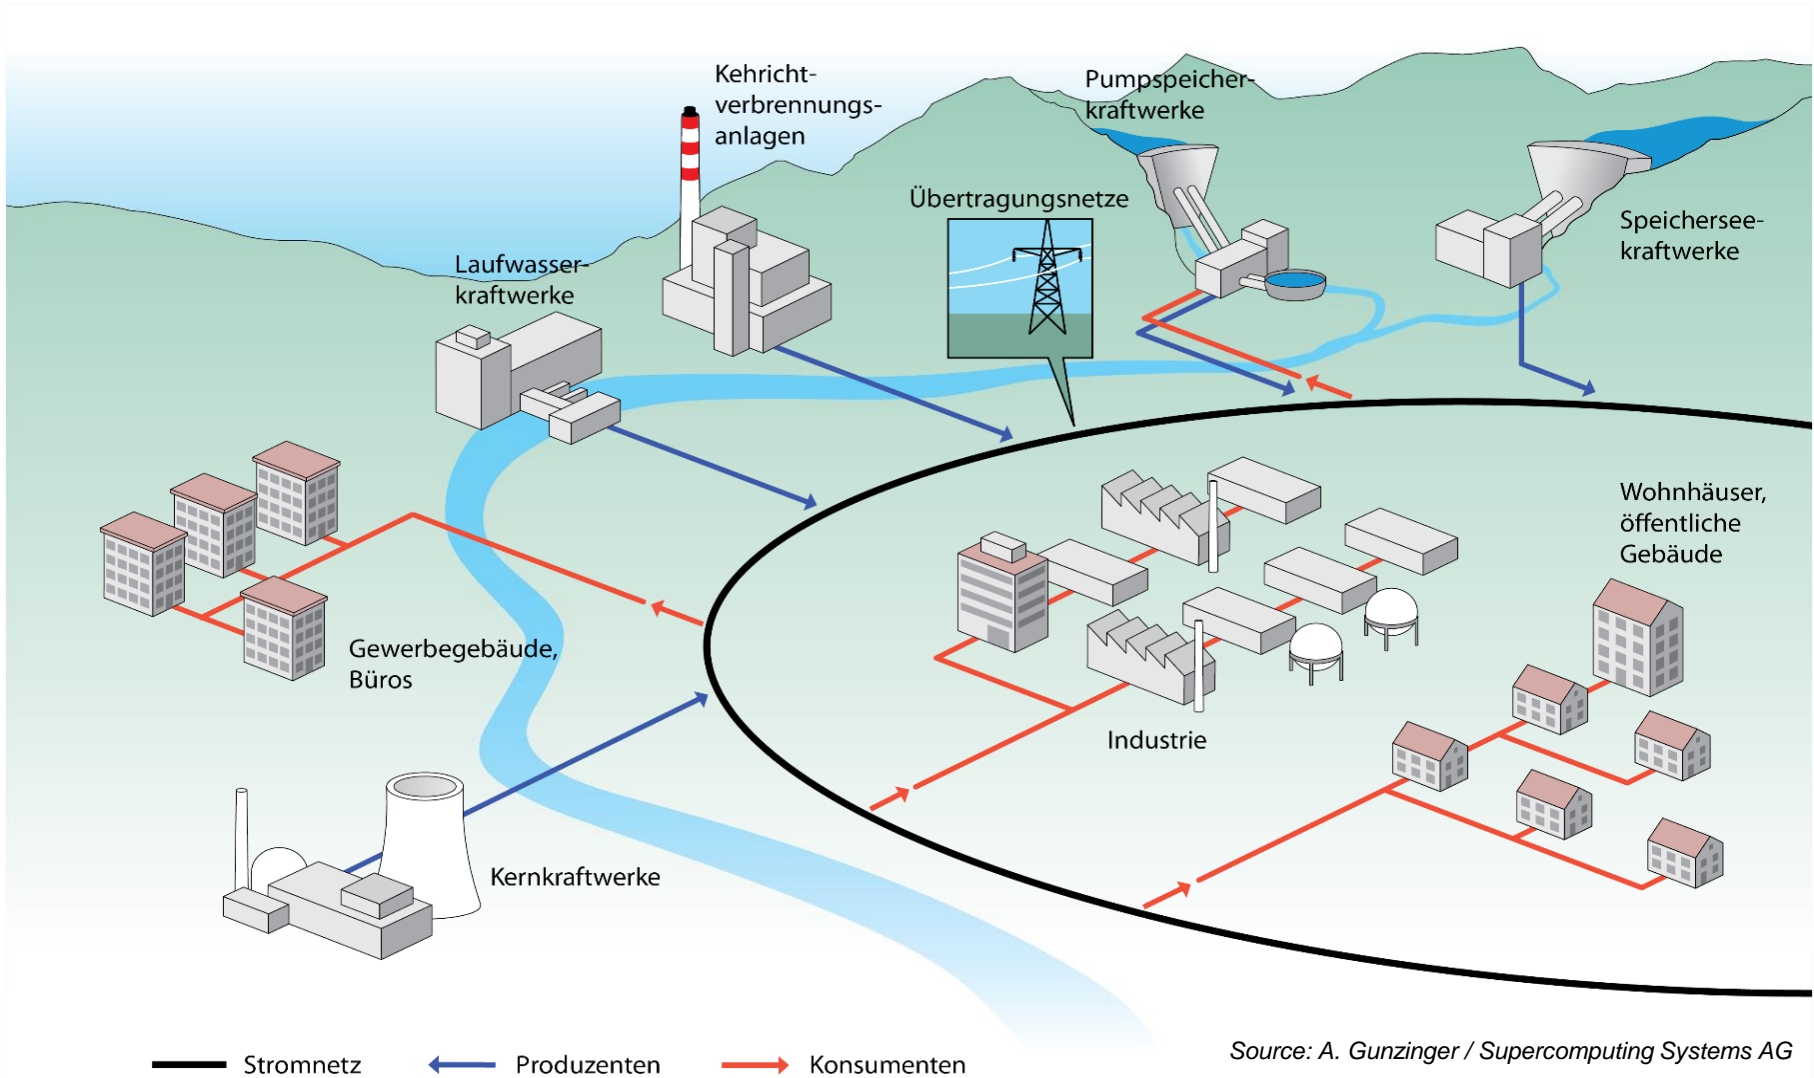 Kehricht-
verbrennungs-
anlagen
Pumpspeicher-
kraftwerke
Übertragungsnetze
Speichersee-
kraftwerke
Laufwasser-
kraftwerke
Wohnhäuser,
öffentliche
Gebäude
Gewerbegebäude,
Büros
Industrie
Kernkraftwerke
Stromnetz
Produzenten
Konsumenten
Source: A. Gunzinger / Supercomputing Systems AG